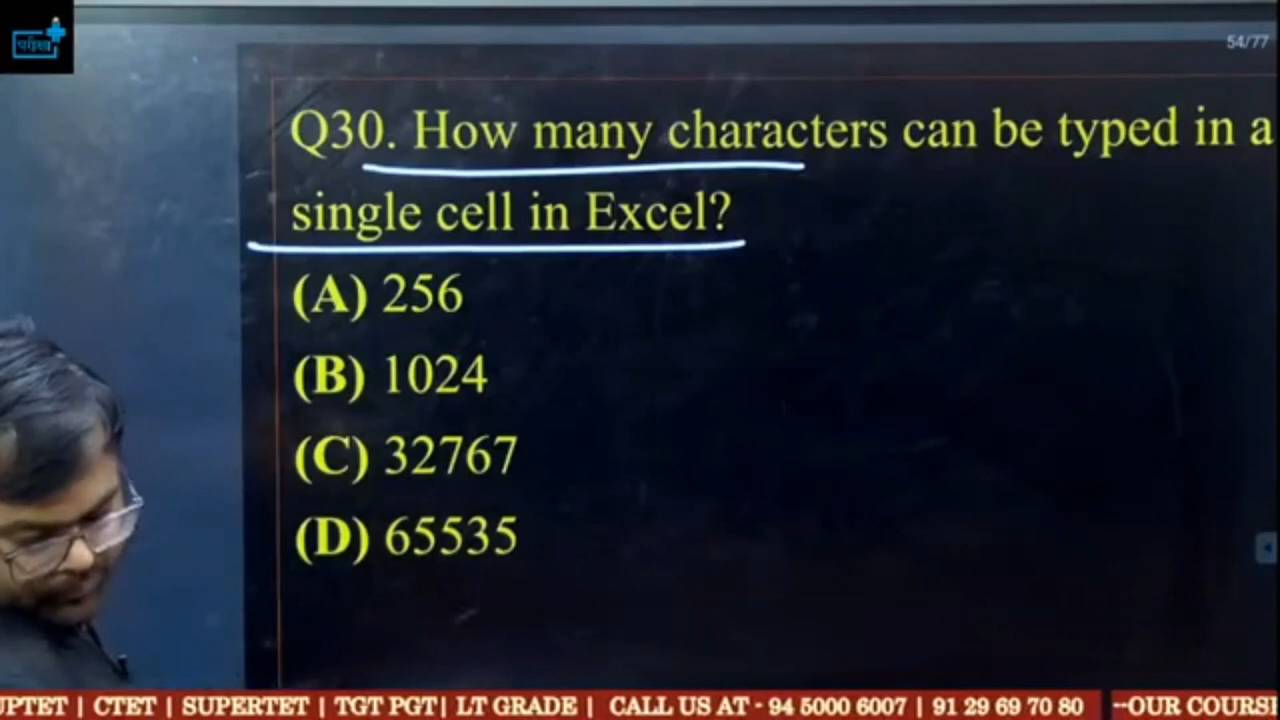 परीक्षा
54/77
Q30. How many characters can be typed in a
single cell in Excel?
(A) 256
(B) 1024
(C) 32767
(D) 65535
UPTET | CTET | SUPERTET | TGT PGT| LT GRADE | CALL US AT - 94 5000 6007 | 91 29 69 70 80 --OUR COURSE